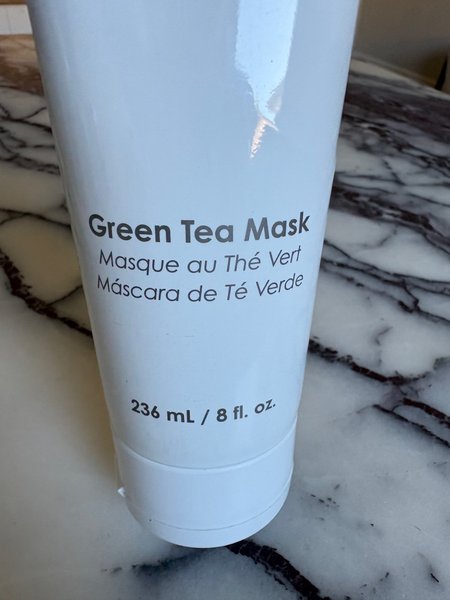 Green Tea Mask
Masque au Thé Vert
Máscara de Té Verde
236 mL / 8 fl. oz.